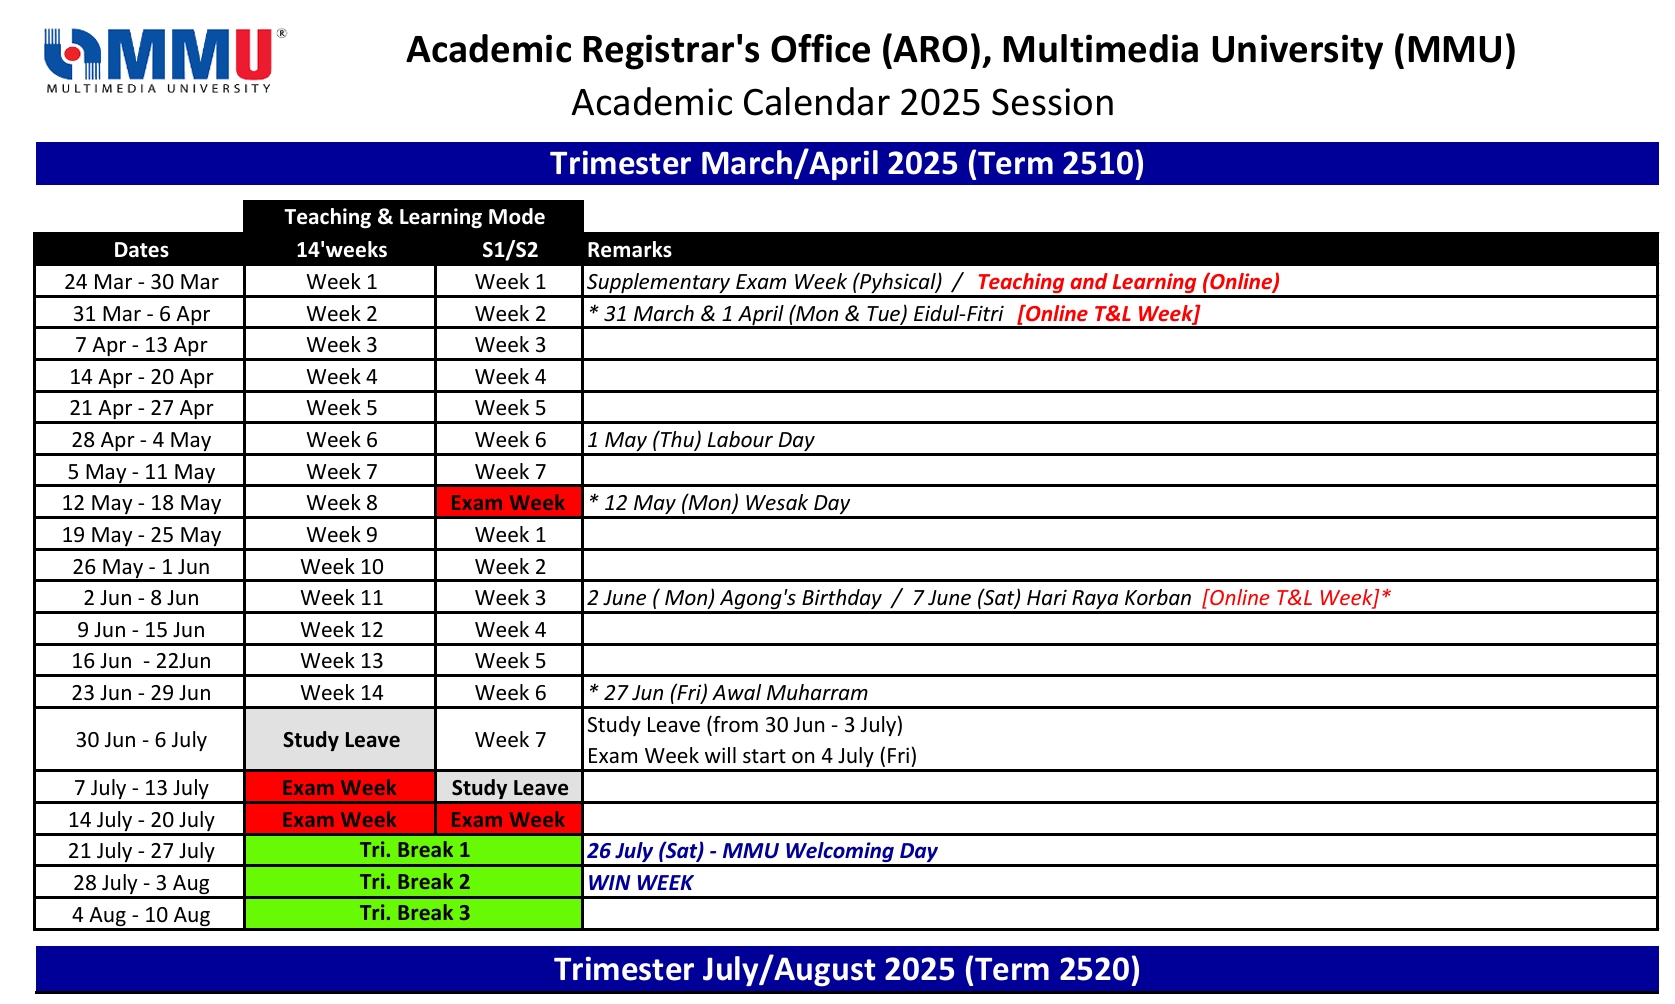 MMU®
MULTIMEDIA UNIVERSITY
Academic Registrar's Office (ARO), Multimedia University (MMU)
Academic Calendar 2025 Session
Trimester March/April 2025 (Term 2510)
Teaching & Learning Mode
Dates 14'weeks S1/S2 Remarks
24 Mar - 30 Mar Week 1 Week 1 Supplementary Exam Week (Pyhsical) / Teaching and Learning (Online)
31 Mar - 6 Apr Week 2 Week 2 * 31 March & 1 April (Mon & Tue) Eidul-Fitri [Online T&L Week]
7 Apr - 13 Apr Week 3 Week 3
14 Apr - 20 Apr Week 4 Week 4
21 Apr - 27 Apr Week 5 Week 5
28 Apr - 4 May Week 6 Week 6 1 May (Thu) Labour Day
5 May - 11 May Week 7 Week 7
12 May - 18 May Week 8 Exam Week * 12 May (Mon) Wesak Day
19 May - 25 May Week 9 Week 1
26 May - 1 Jun Week 10 Week 2
2 Jun - 8 Jun Week 11 Week 3 2 June ( Mon) Agong's Birthday / 7 June (Sat) Hari Raya Korban [Online T&L Week]*
9 Jun - 15 Jun Week 12 Week 4
16 Jun - 22Jun Week 13 Week 5
23 Jun - 29 Jun Week 14 Week 6 * 27 Jun (Fri) Awal Muharram
30 Jun - 6 July Study Leave Week 7 Study Leave (from 30 Jun - 3 July)
Exam Week will start on 4 July (Fri)
7 July - 13 July Exam Week Study Leave
14 July - 20 July Exam Week Exam Week
21 July - 27 July Tri. Break 1 26 July (Sat) - MMU Welcoming Day
28 July - 3 Aug Tri. Break 2 WIN WEEK
4 Aug - 10 Aug Tri. Break 3
Trimester July/August 2025 (Term 2520)